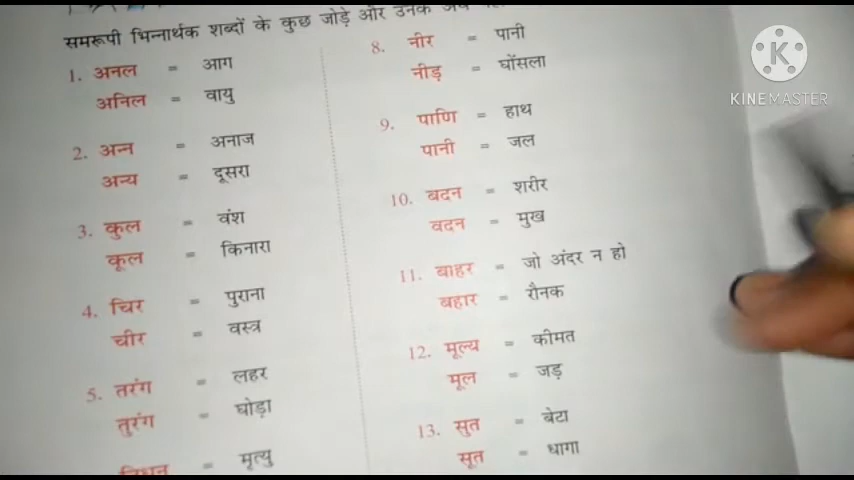 समरूपी भिन्नार्थक शब्दों के कुछ जोड़े और उनके अर्थ
1. अनल = आग
अनिल = वायु
2. अन्न = अनाज
अन्य = दूसरा
3. कुल = वंश
कूल = किनारा
4. चिर = पुराना
चीर = वस्त्र
5. तरंग = लहर
तुरंग = घोड़ा
निधन = मृत्यु
8. नीर = पानी
नीड़ = घोंसला
9. पाणि = हाथ
पानी = जल
10. बदन = शरीर
वदन = मुख
11. बाहर = जो अंदर न हो
बहार = रौनक
12. मूल्य = कीमत
मूल = जड़
13. सुत = बेटा
सूत = धागा
K
KINEMASTER